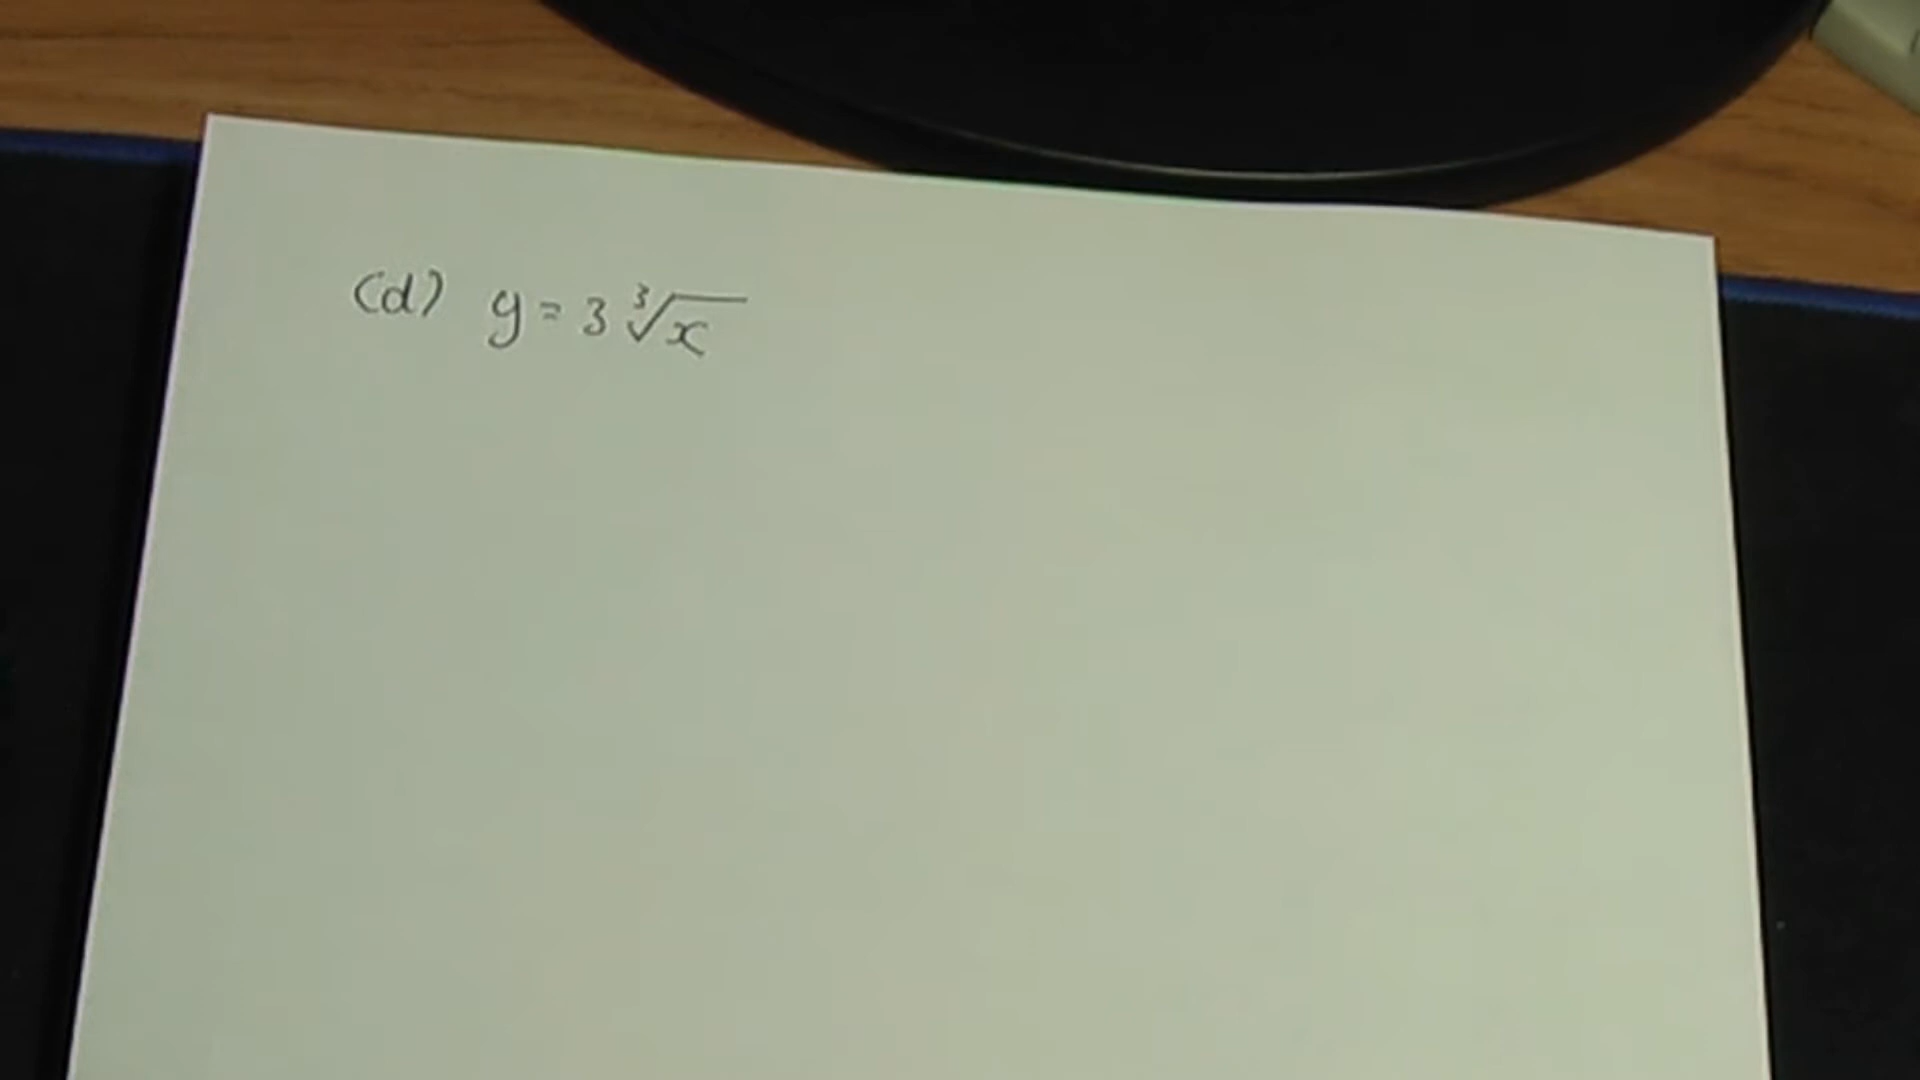 (d) y = 3 ∛x